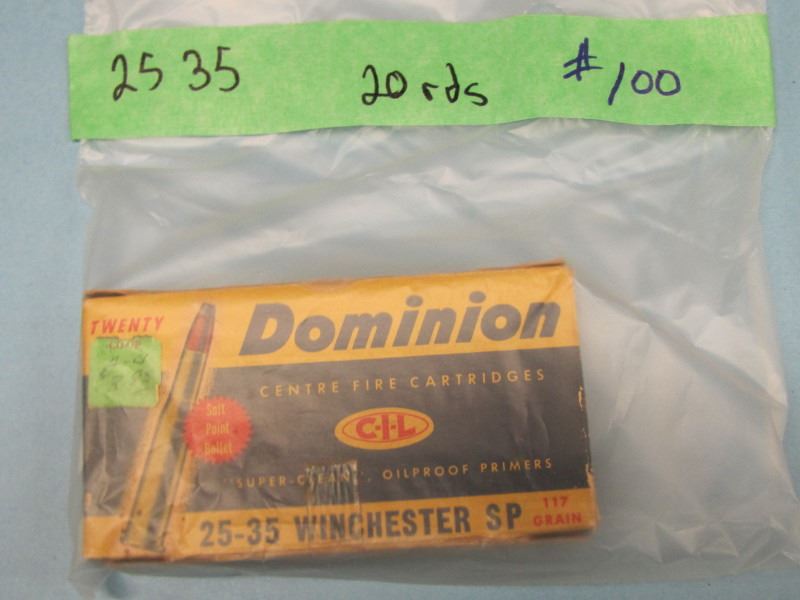 25 35 20 rds #100
TWENTY
Dominion
CENTRE FIRE CARTRIDGES
Soft
Point
Bullet
C-I-L
"SUPER-CLEAN", OILPROOF PRIMERS
25-35 WINCHESTER SP 117
GRAIN